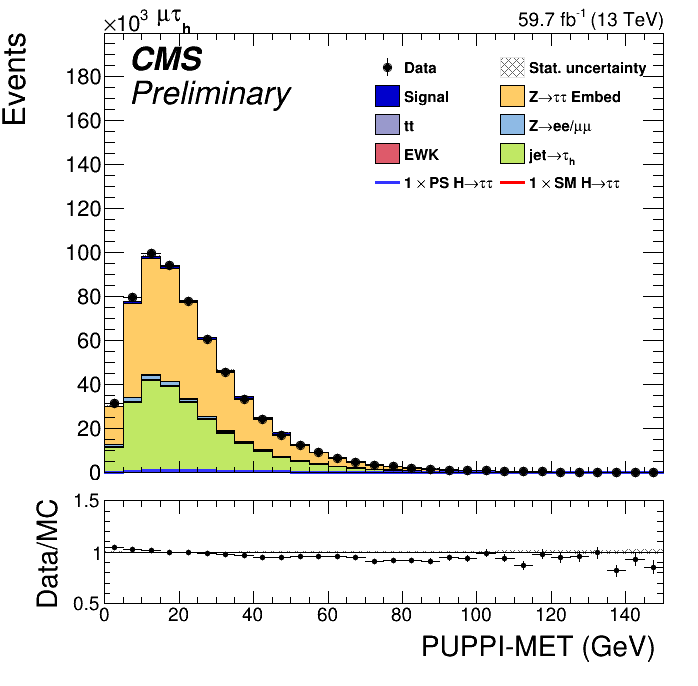 ×10³ μτh 59.7 fb⁻¹ (13 TeV)
CMS
Preliminary
Data
Stat. uncertainty
Signal
Z→ττ Embed
tt
Z→ee/μμ
EWK
jet→τh
1 × PS H→ττ
1 × SM H→ττ
Events
180
160
140
120
100
80
60
40
20
0
Data/MC
1.5
1
0.5
0 20 40 60 80 100 120 140
PUPPI-MET (GeV)